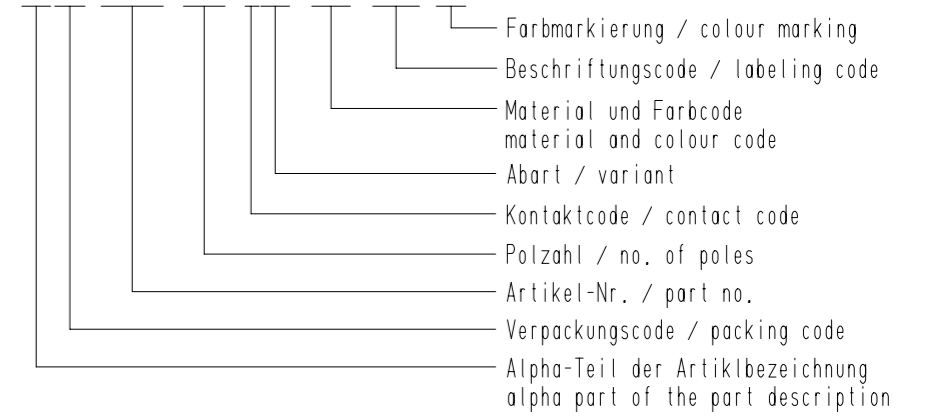 Farbmarkierung / colour marking
Beschriftungscode / labeling code
Material und Farbcode
material and colour code
Abart / variant
Kontaktcode / contact code
Polzahl / no. of poles
Artikel-Nr. / part no.
Verpackungscode / packing code
Alpha-Teil der Artiklbezeichnung
alpha part of the part description